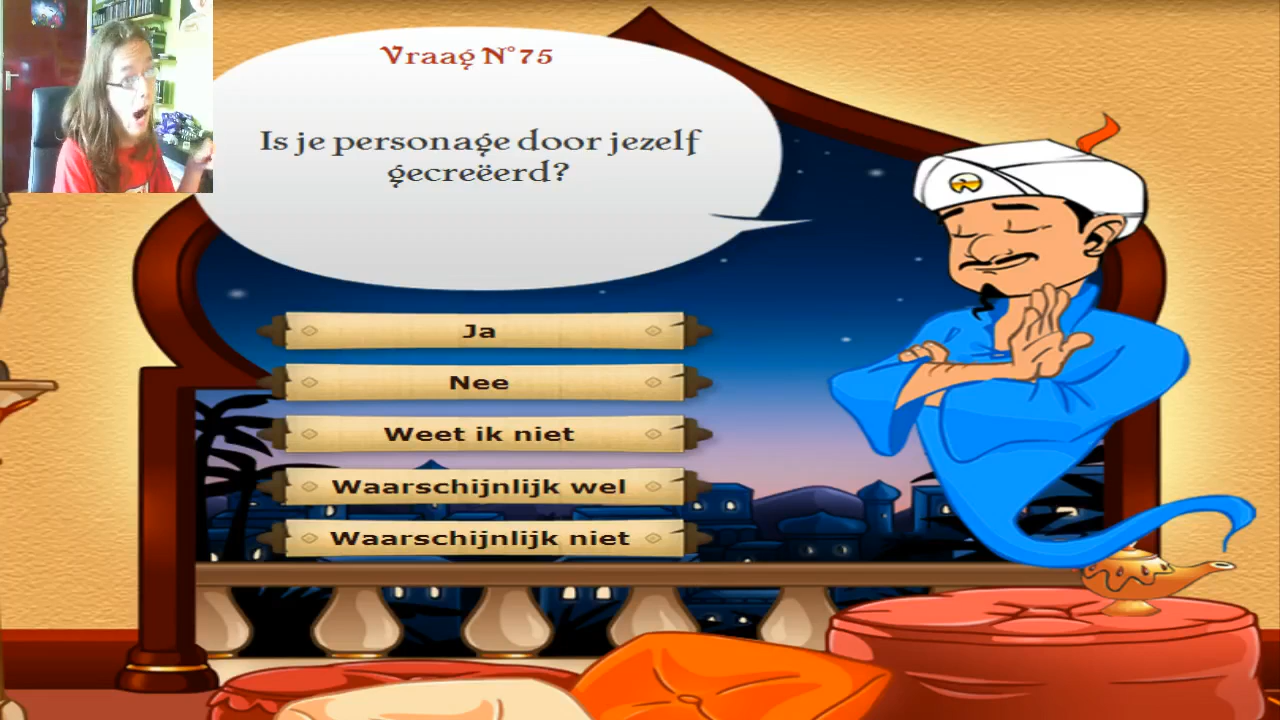 Vraag N°75
Is je personage door jezelf
gecreëerd?
Ja
Nee
Weet ik niet
Waarschijnlijk wel
Waarschijnlijk niet